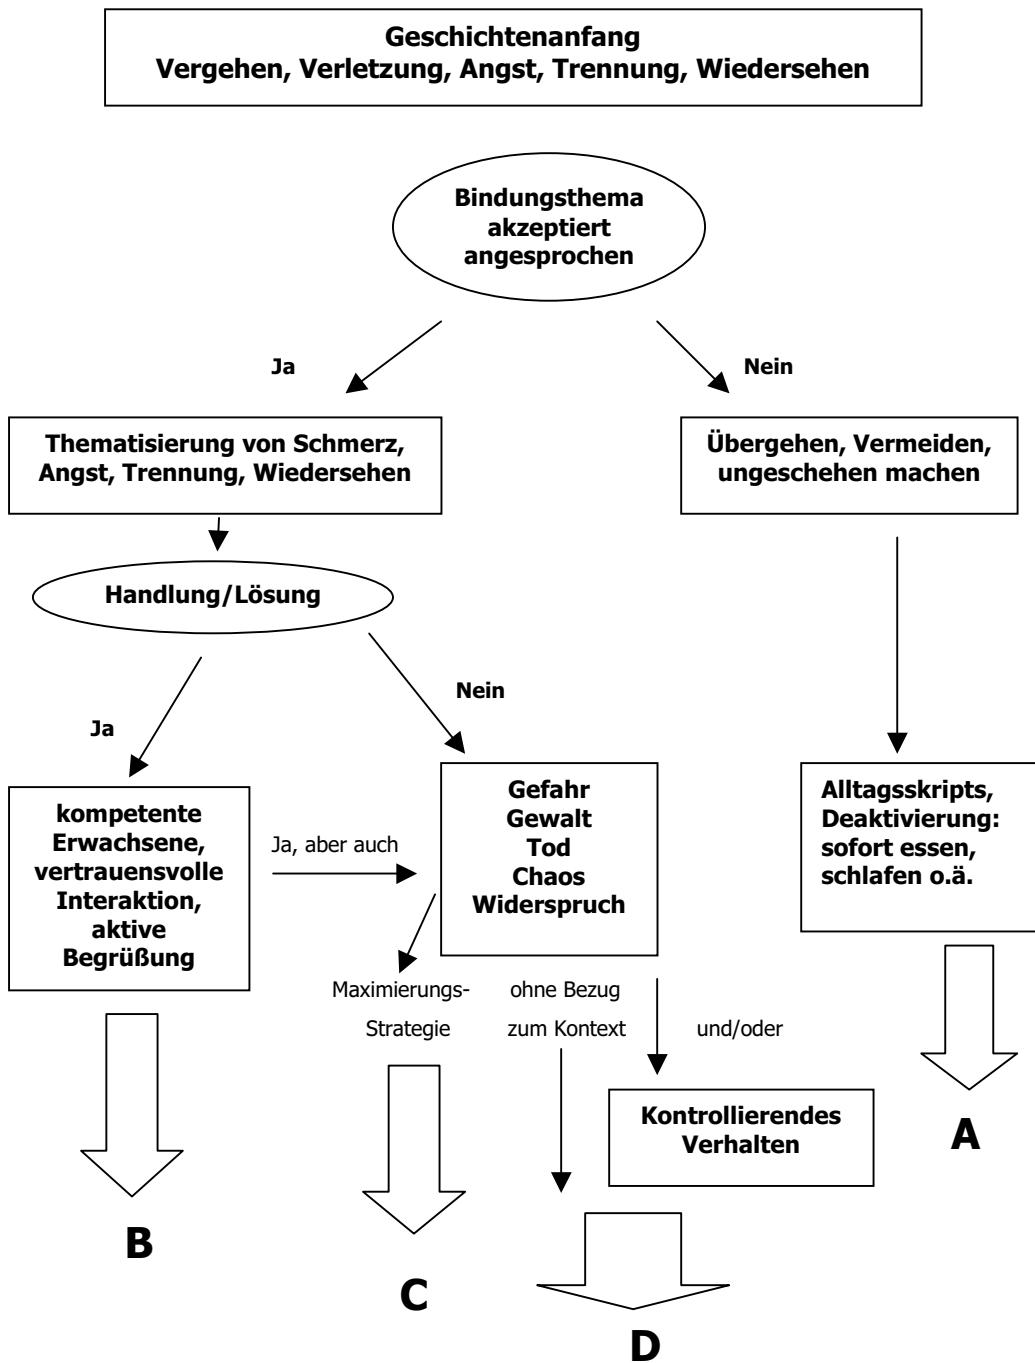 Geschichtenanfang
Vergehen, Verletzung, Angst, Trennung, Wiedersehen
Bindungsthema
akzeptiert
angesprochen
Ja
Nein
Thematisierung von Schmerz,
Angst, Trennung, Wiedersehen
Übergehen, Vermeiden,
ungeschehen machen
Handlung/Lösung
Ja
Nein
kompetente
Erwachsene,
vertrauensvolle
Interaktion,
aktive
Begrüßung
Ja, aber auch
Gefahr
Gewalt
Tod
Chaos
Widerspruch
Alltagsskripts,
Deaktivierung:
sofort essen,
schlafen o.ä.
Maximierungs-
Strategie
ohne Bezug
zum Kontext
und/oder
Kontrollierendes
Verhalten
A
B
C
D